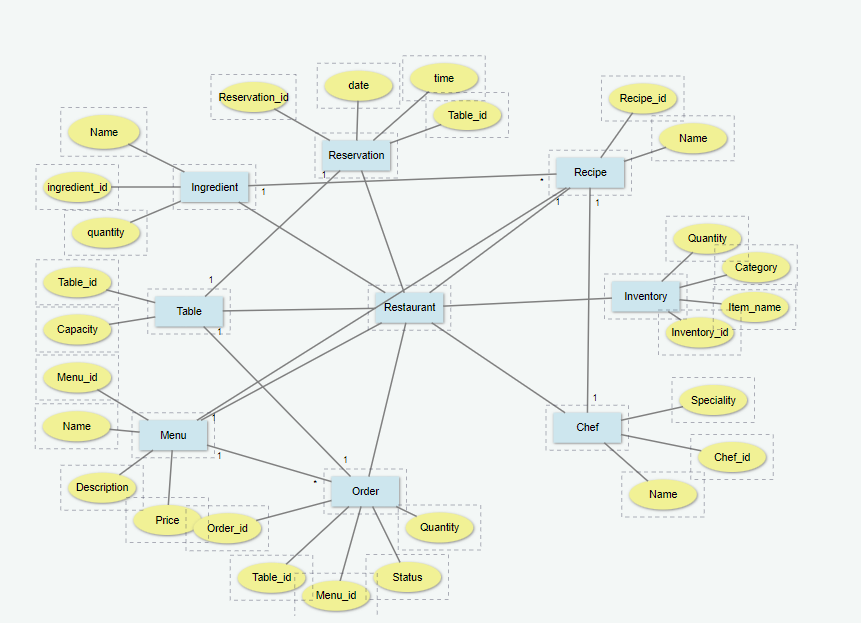 time
date
Reservation_id
Recipe_id
Table_id
Name
Name
Reservation
Recipe
1
*
Ingredient
1
ingredient_id
1
1
quantity
Quantity
Category
1
Table_id
Inventory
Item_name
Restaurant
Table
Capacity
1
Inventory_id
Menu_id
1
Speciality
1
Name
Chef
Menu
1
1
Chef_id
*
Description
Order
Name
Price
Order_id
Quantity
Table_id
Status
Menu_id